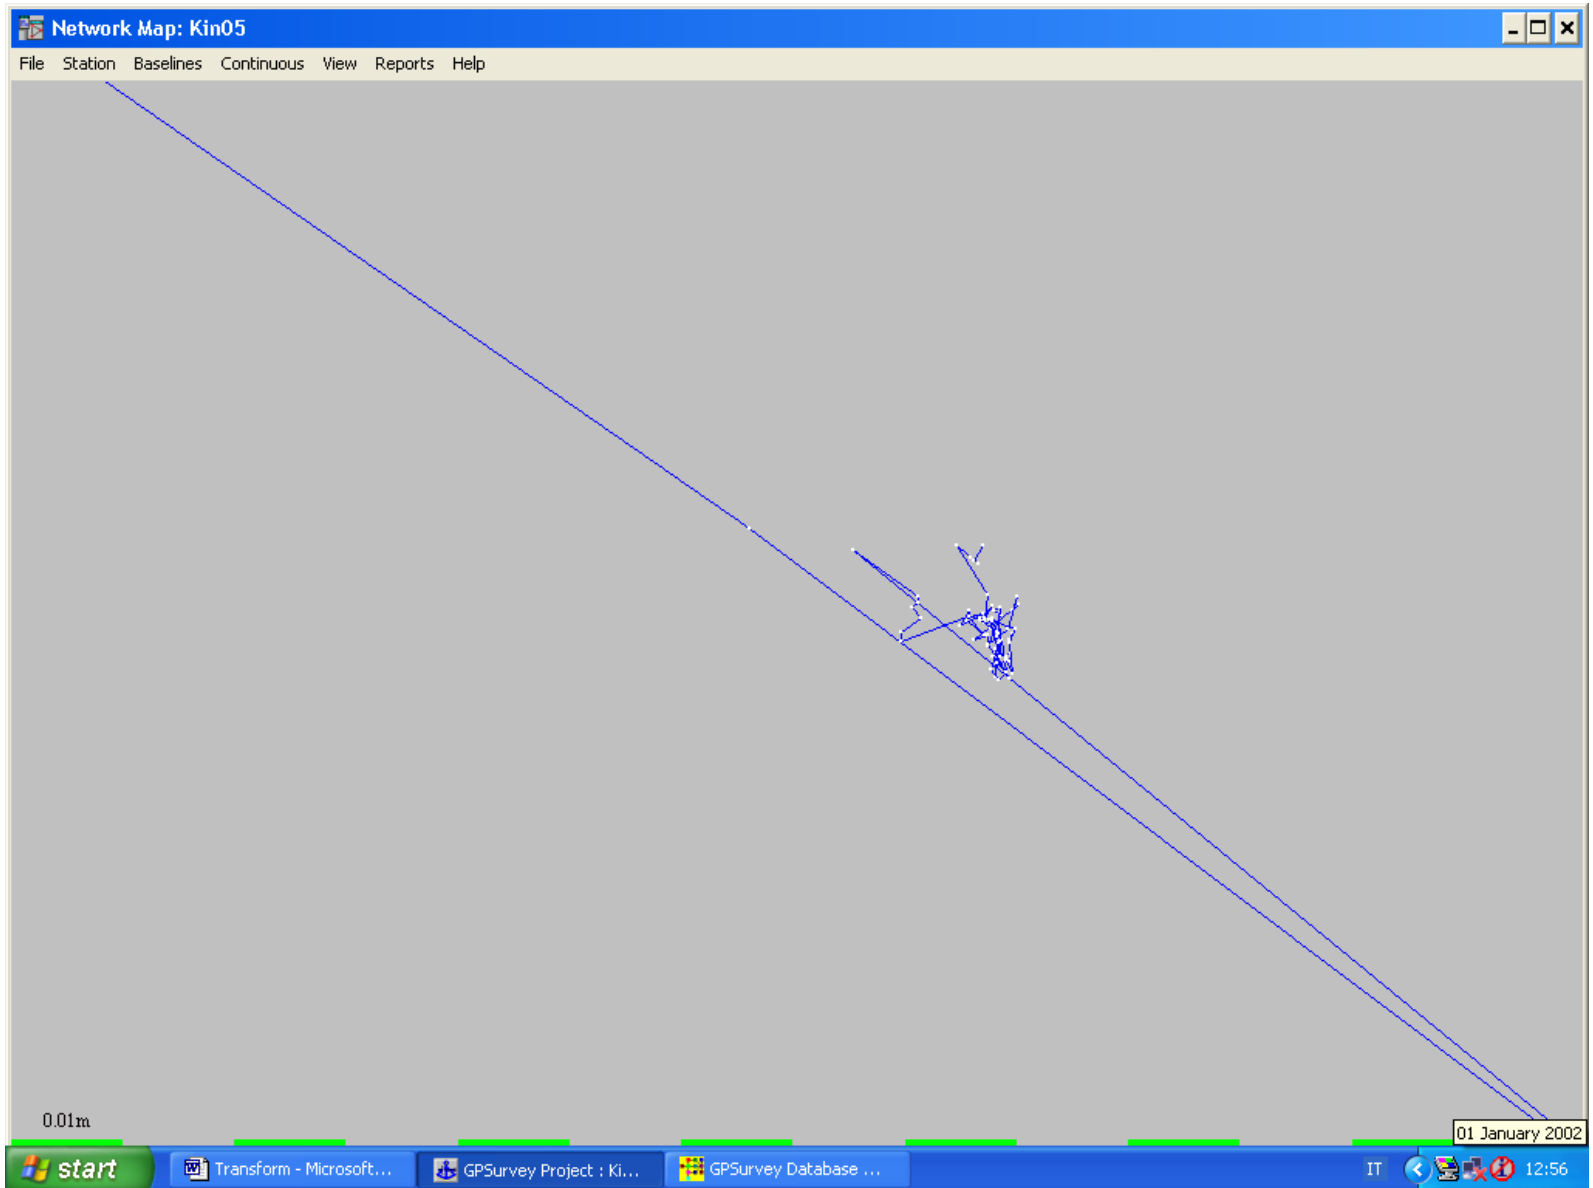 Network Map: Kin05
File Station Baselines Continuous View Reports Help
0.01m
01 January 2002
start Transform - Microsoft... GPSurvey Project : Ki... GPSurvey Database ... IT 12:56